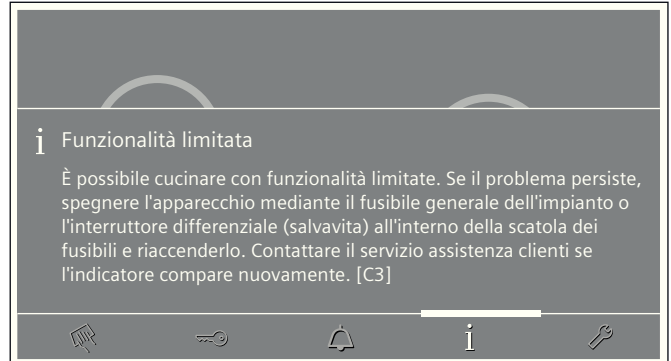 i Funzionalità limitata
È possibile cucinare con funzionalità limitate. Se il problema persiste,
spegnere l'apparecchio mediante il fusibile generale dell'impianto o
l'interruttore differenziale (salvavita) all'interno della scatola dei
fusibili e riaccenderlo. Contattare il servizio assistenza clienti se
l'indicatore compare nuovamente. [C3]
i